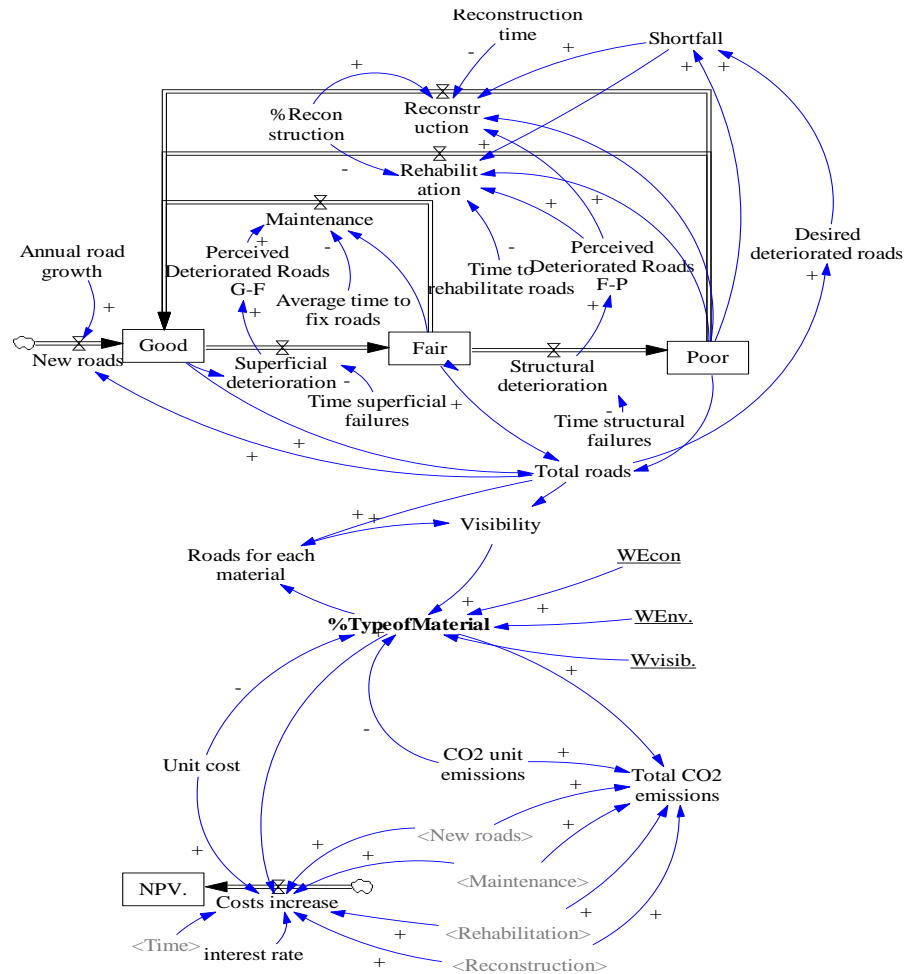 Reconstruction
time
Shortfall
+
-
+
+
+
%Recon
struction
Reconstr
uction
+
-
Rehabilit
ation
+
+
Maintenance
Annual road
growth
+
Perceived
Deteriorated Roads
G-F
-
Average time to
fix roads
-
Time to
rehabilitate roads
Perceived
Deteriorated Roads
F-P
Desired
deteriorated roads
+
+
+
+
New roads
Good
Fair
Poor
Superficial
deterioration
Structural
deterioration
-
Time superficial
failures
+
-
Time structural
failures
+
+
+
Total roads
+
+
Visibility
Roads for each
material
WEcon
+
+
WEnv.
%TypeofMaterial
+
+
Wvisib.
+
-
-
Unit cost
CO2 unit
emissions
+
Total CO2
emissions
+
<New roads>
+
+
+
+
<Maintenance>
NPV.
Costs increase
<Time>
interest rate
+
<Rehabilitation>
+
+
+
<Reconstruction>